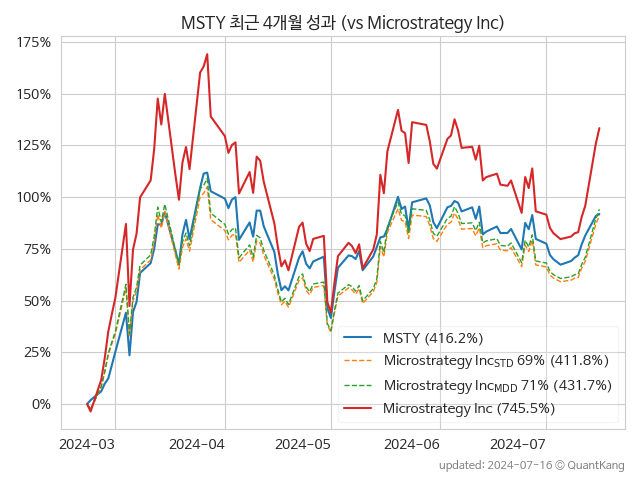 MSTY 최근 4개월 성과 (vs Microstrategy Inc)
175%
150%
125%
100%
75%
50%
25%
0%
MSTY (416.2%)
Microstrategy IncSTD 69% (411.8%)
Microstrategy IncMDD 71% (431.7%)
Microstrategy Inc (745.5%)
2024-03 2024-04 2024-05 2024-06 2024-07
updated: 2024-07-16 © QuantKang